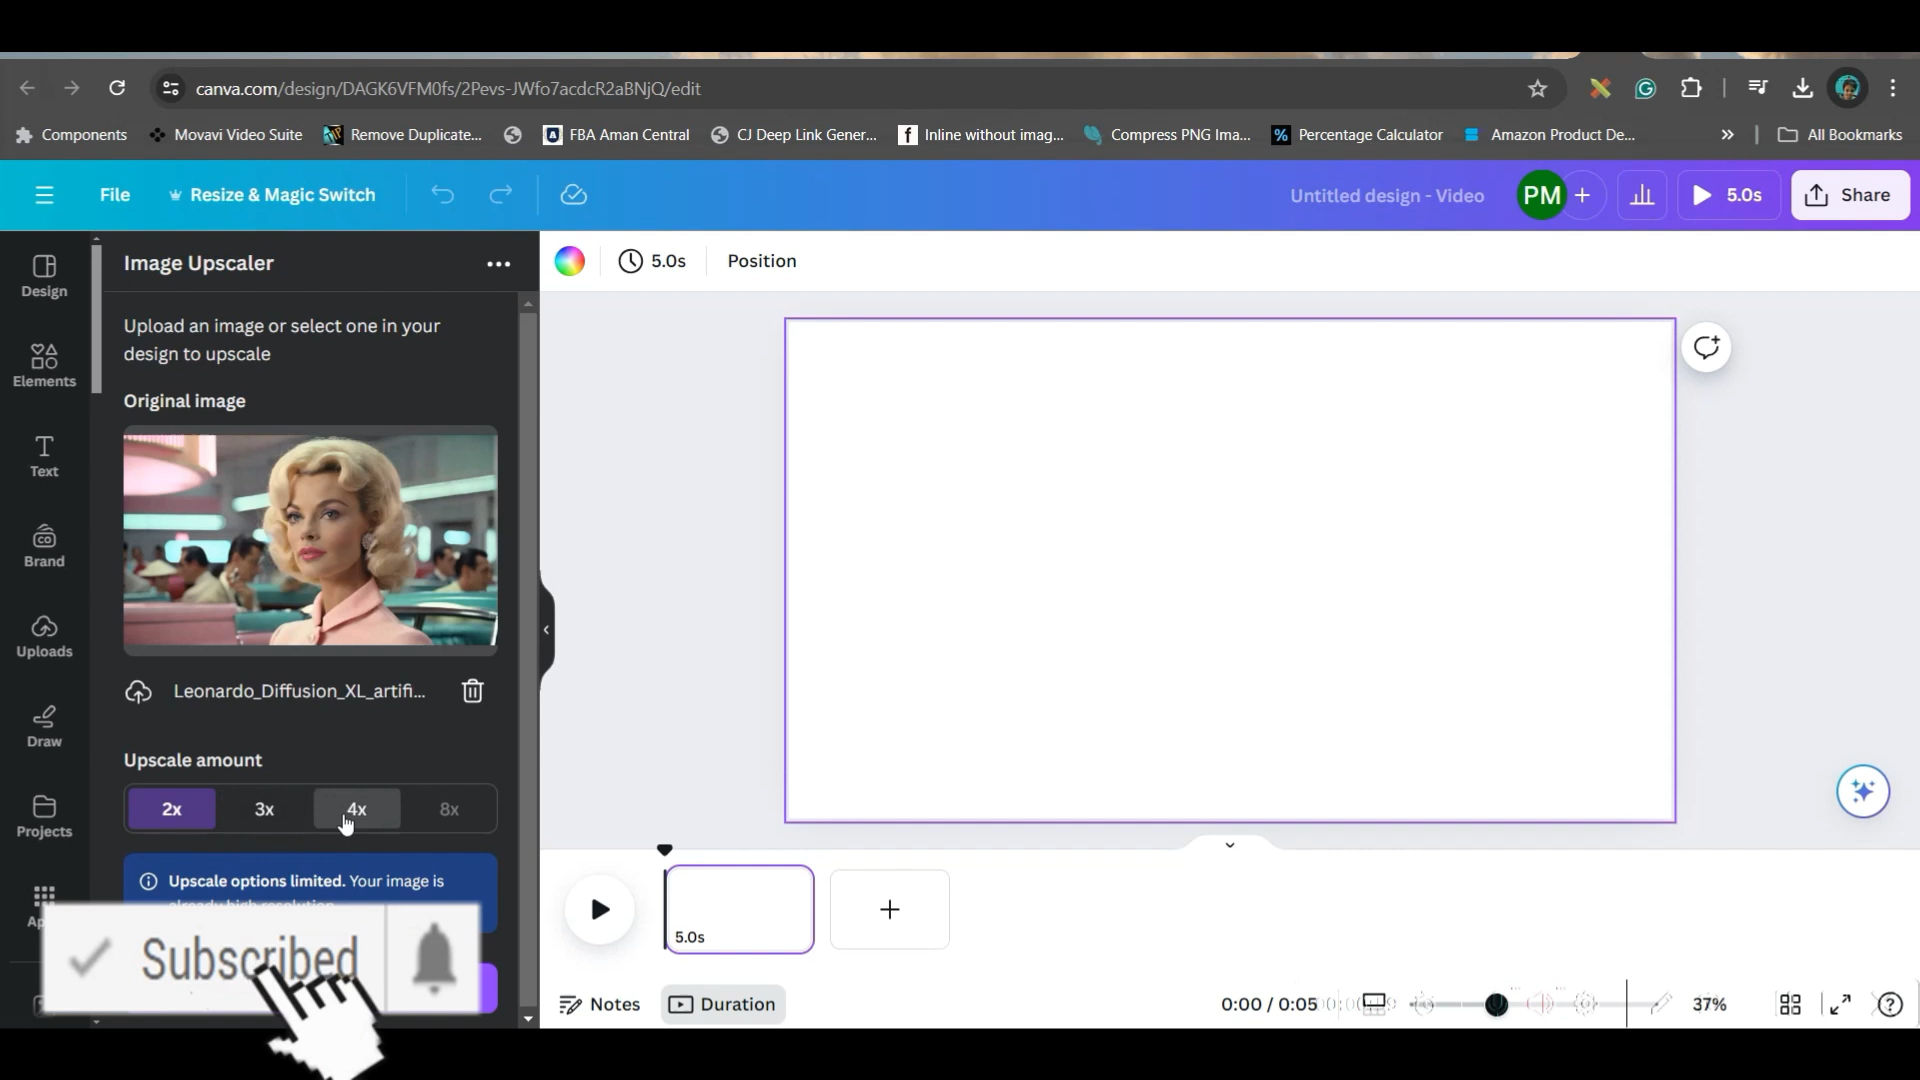 canva.com/design/DAGK6VFM0fs/2Pevs-JWfo7acdcR2aBNjQ/edit
Components
Movavi Video Suite
Remove Duplicate...
FBA Aman Central
CJ Deep Link Gener...
Inline without imag...
Compress PNG Ima...
Percentage Calculator
Amazon Product De...
All Bookmarks
File
Resize & Magic Switch
Untitled design - Video
PM
5.0s
Share
Design
Elements
Text
Brand
Uploads
Draw
Projects
Image Upscaler
Upload an image or select one in your
design to upscale
Original image
Leonardo_Diffusion_XL_artifi...
Upscale amount
2x 3x 4x 8x
Upscale options limited. Your image is
already high resolution.
Subscribed
5.0s
Position
5.0s
Notes
Duration
0:00 / 0:05
37%